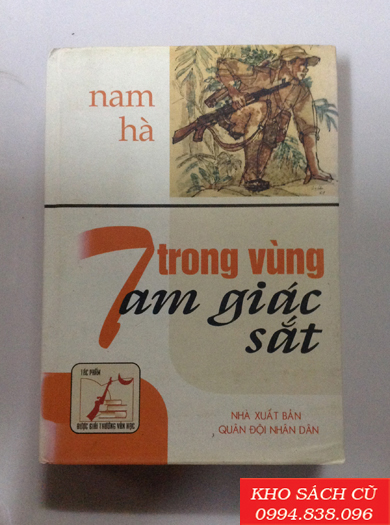 nam
hà
trong vùng
Tam giác
sắt
TÁC PHẨM
ĐƯỢC GIẢI THƯỞNG VĂN HỌC
NHÀ XUẤT BẢN
QUÂN ĐỘI NHÂN DÂN
KHO SÁCH CŨ
0994.838.096